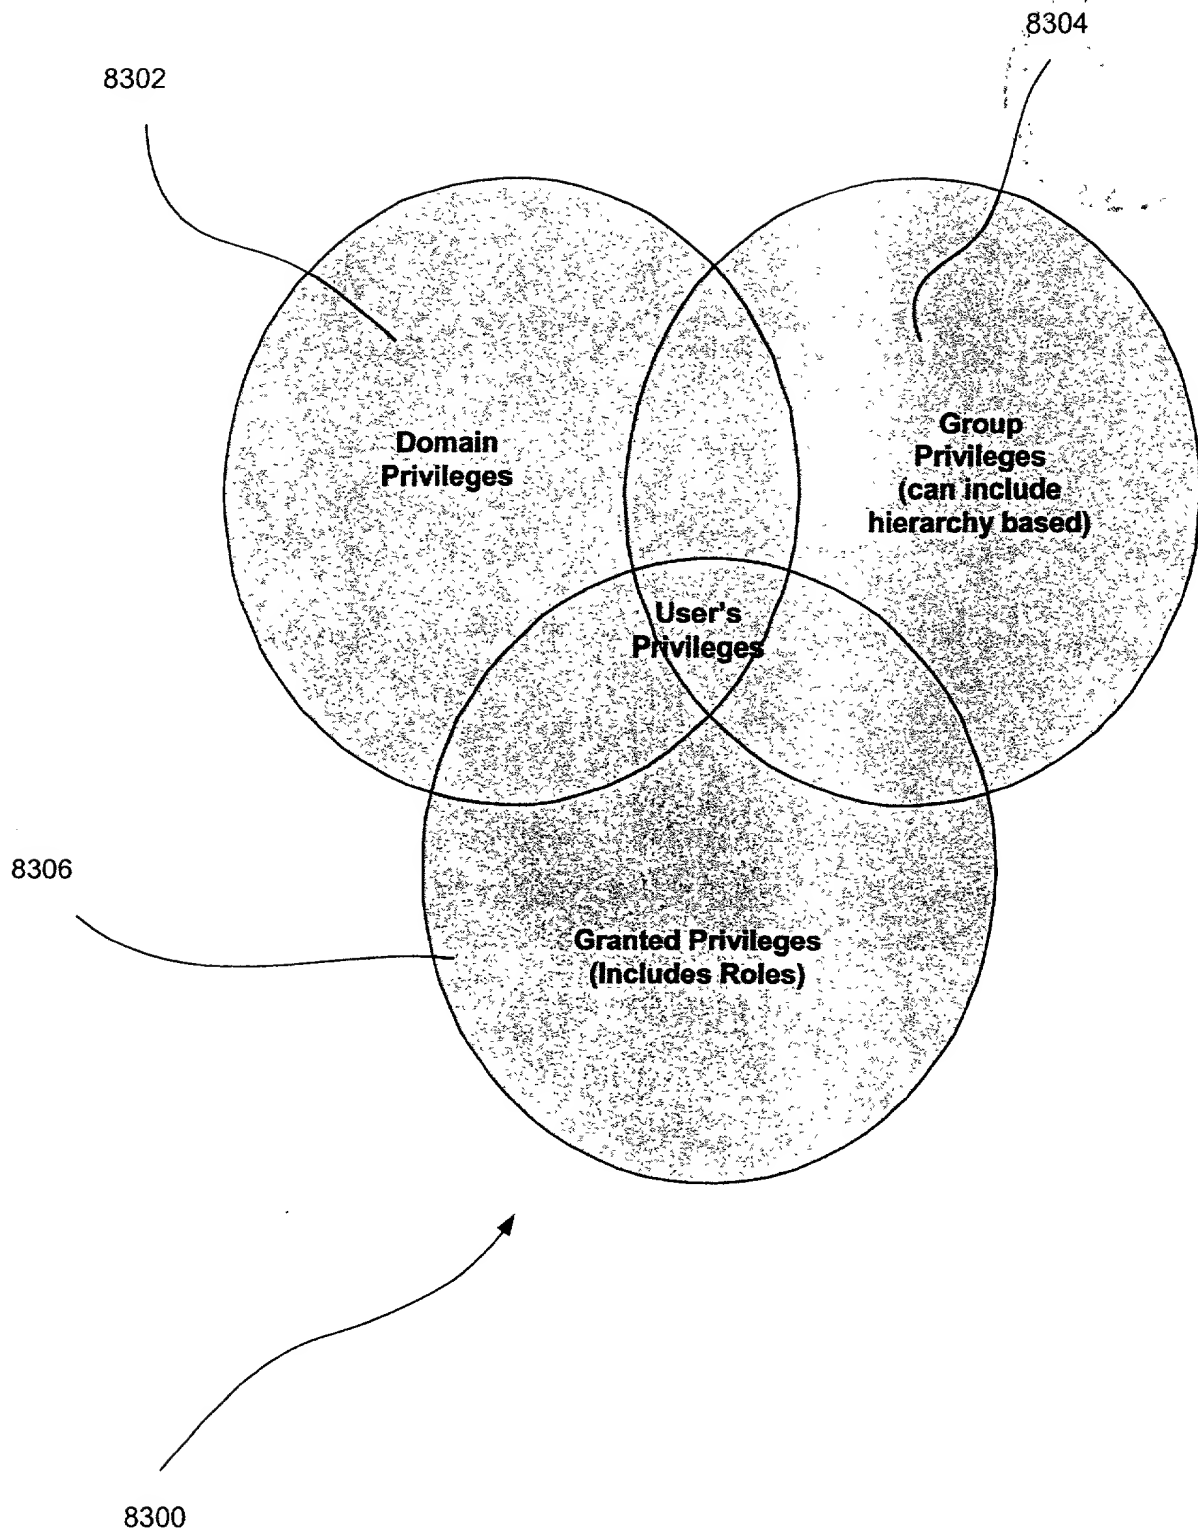 8304
8302
Domain
Privileges
Group
Privileges
(can include
hierarchy based)
User's
Privileges
8306
Granted Privileges
(Includes Roles)
8300